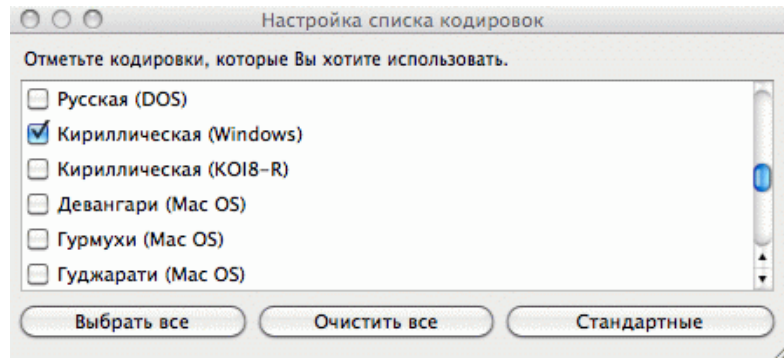 Настройка списка кодировок
Отметьте кодировки, которые Вы хотите использовать.
Русская (DOS)
Кириллическая (Windows)
Кириллическая (KOI8-R)
Девангари (Mac OS)
Гурмухи (Mac OS)
Гуджарати (Mac OS)
Выбрать все Очистить все Стандартные